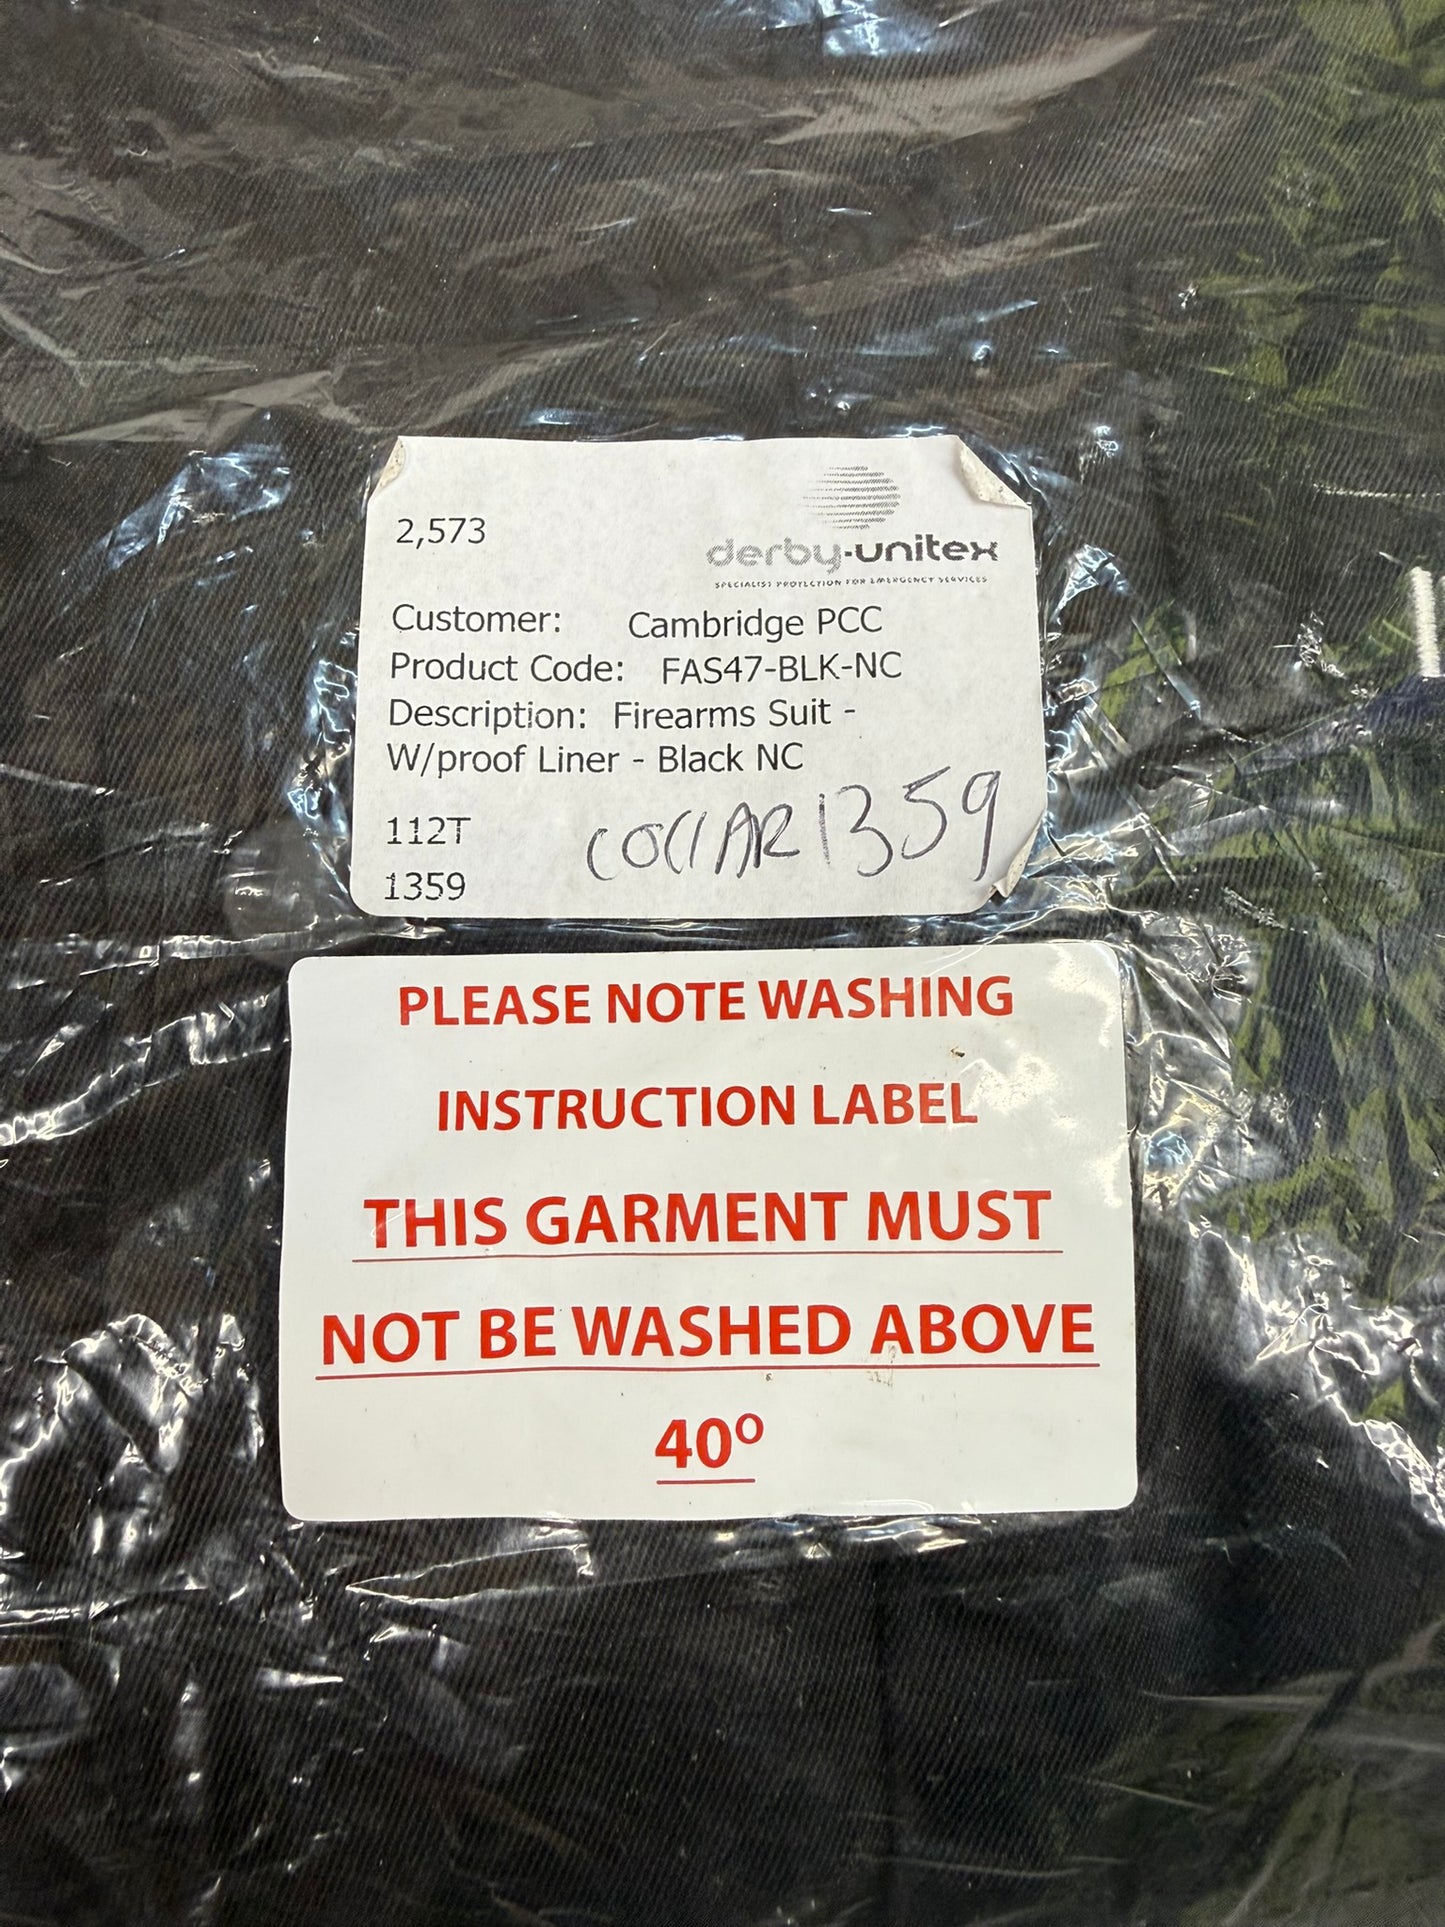 2,573
derby-unitex
SPECIALIST PROTECTION FOR EMERGENCY SERVICES
Customer: Cambridge PCC
Product Code: FAS47-BLK-NC
Description: Firearms Suit -
W/proof Liner - Black NC
112T
COLLAR 1359
1359
PLEASE NOTE WASHING
INSTRUCTION LABEL
THIS GARMENT MUST
NOT BE WASHED ABOVE
40º